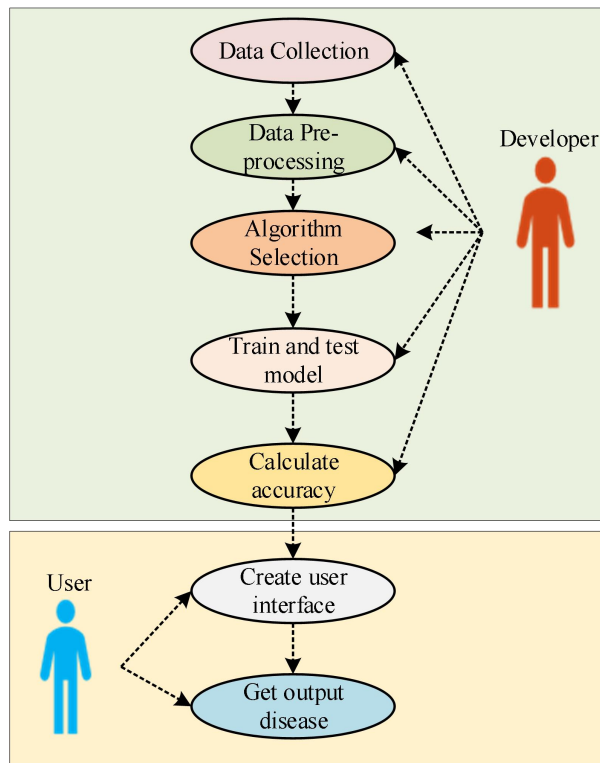 Data Collection
Data Pre-
processing
Developer
Algorithm
Selection
Train and test
model
Calculate
accuracy
User
Create user
interface
Get output
disease